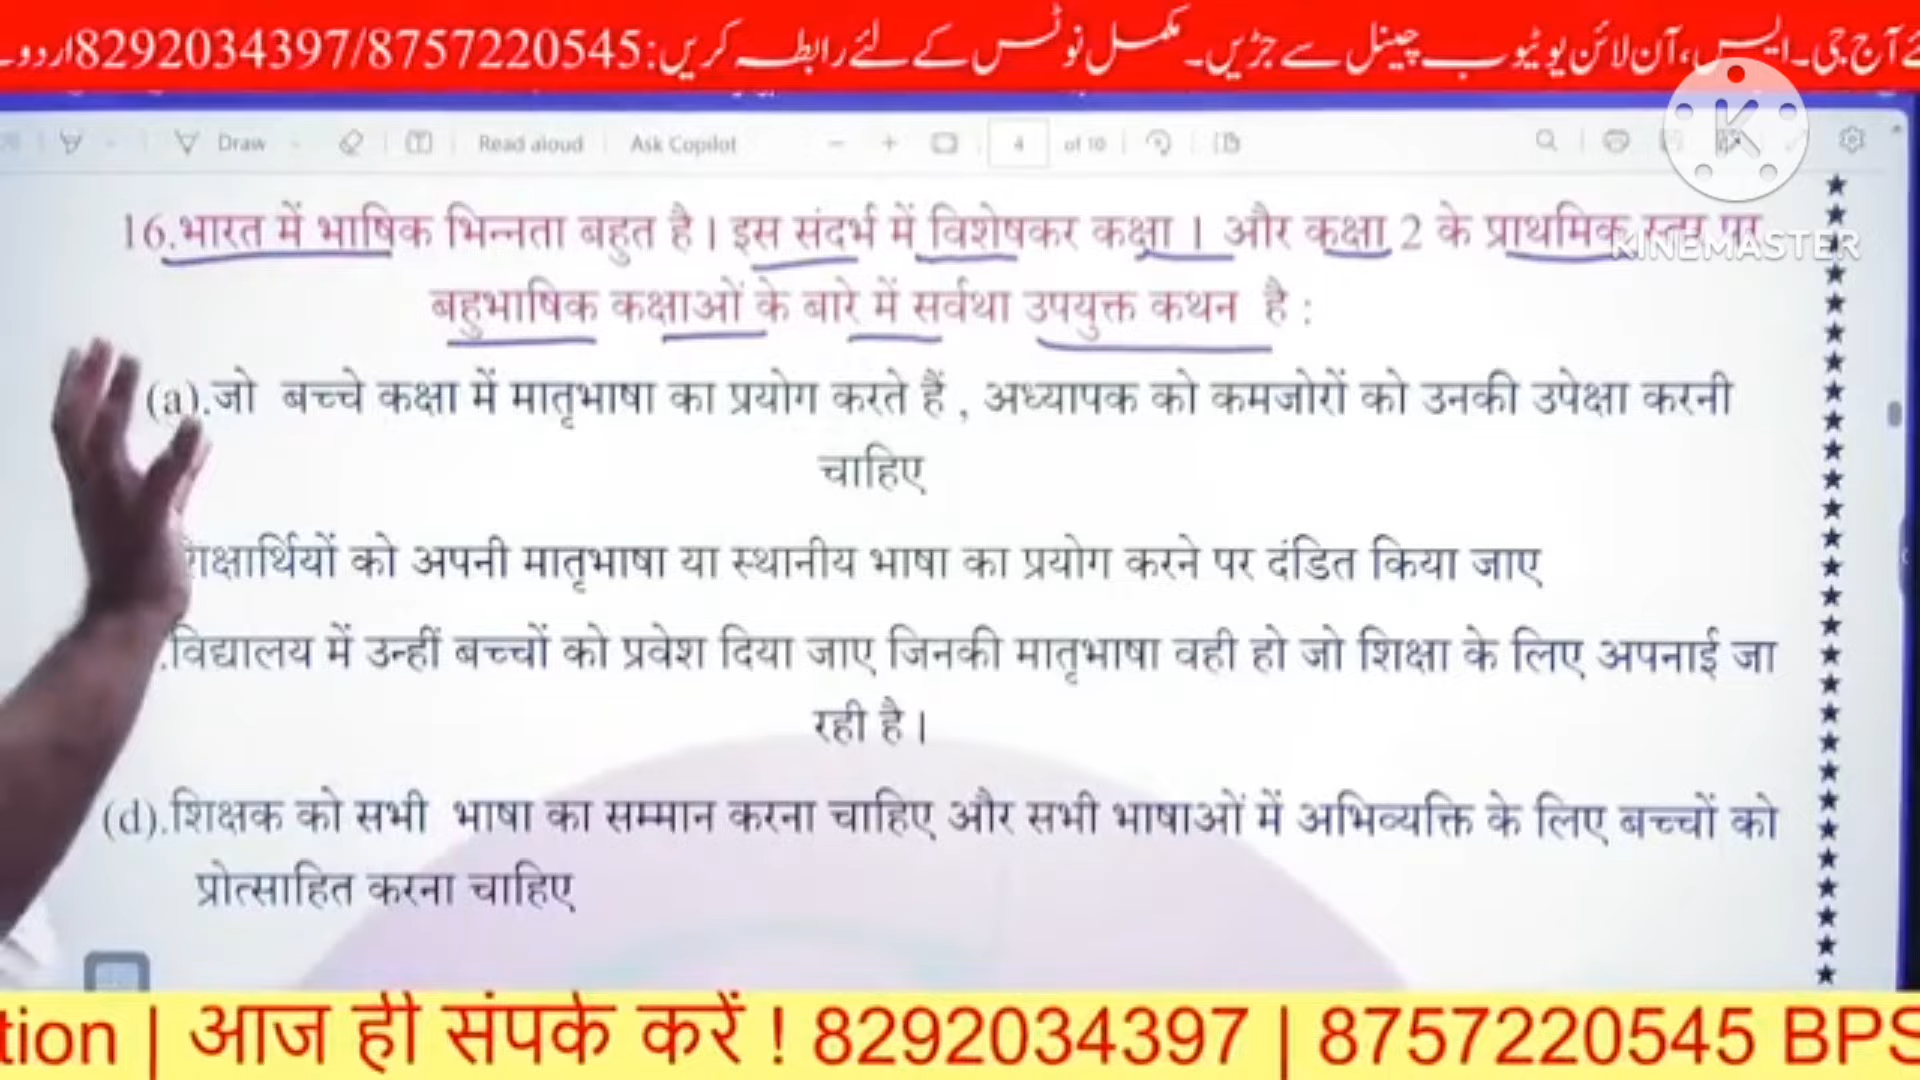 آج جی۔ایس،آن لائن یوٹیوب چینل سے جڑیں۔مکمل نوٹس کے لئے رابطہ کریں:8292034397/8757220545اردو۔
Draw Read aloud Ask Copilot 4 of 10
KINEMASTER
16.भारत में भाषिक भिन्नता बहुत है । इस संदर्भ में विशेषकर कक्षा 1 और कक्षा 2 के प्राथमिक स्तर पर
बहुभाषिक कक्षाओं के बारे में सर्वथा उपयुक्त कथन है :
(a).जो बच्चे कक्षा में मातृभाषा का प्रयोग करते हैं , अध्यापक को कमजोरों को उनकी उपेक्षा करनी
चाहिए
को अपनी मातृभाषा या स्थानीय भाषा का प्रयोग करने पर दंडित किया जाए
.विद्यालय में उन्हीं बच्चों को प्रवेश दिया जाए जिनकी मातृभाषा वही हो जो शिक्षा के लिए अपनाई जा
रही है ।
(d).शिक्षक को सभी भाषा का सम्मान करना चाहिए और सभी भाषाओं में अभिव्यक्ति के लिए बच्चों को
प्रोत्साहित करना चाहिए
tion | आज ही संपर्क करें ! 8292034397 | 8757220545 BPS